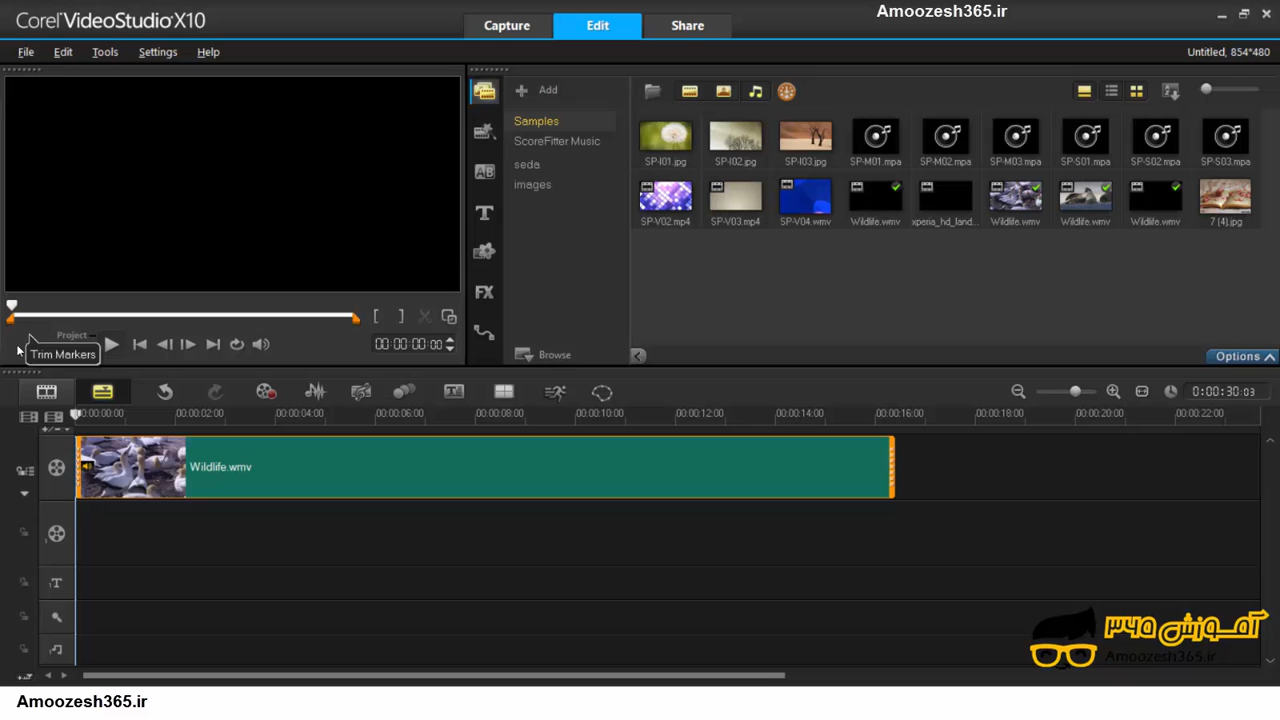 Corel VideoStudio X10
Capture
Edit
Share
Amoozesh365.ir
File
Edit
Tools
Settings
Help
Untitled, 854*480
Add
Samples
ScoreFitter Music
seda
images
Browse
SP-I01.jpg
SP-I02.jpg
SP-I03.jpg
SP-M01.mpa
SP-M02.mpa
SP-M03.mpa
SP-S01.mpa
SP-S02.mpa
SP-S03.mpa
SP-V02.mp4
SP-V03.mp4
SP-V04.wmv
Wildlife.wmv
xperia_hd_land...
Wildlife.wmv
Wildlife.wmv
Wildlife.wmv
7 (4).jpg
AB
T
FX
Project
Trim Markers
00:00:00:00
Options
0:00:30:03
00:00:00:00
00:00:02:00
00:00:04:00
00:00:06:00
00:00:08:00
00:00:10:00
00:00:12:00
00:00:14:00
00:00:16:00
00:00:18:00
00:00:20:00
00:00:22:00
Wildlife.wmv
آموزش ۳۶۵
Amoozesh365.ir
Amoozesh365.ir